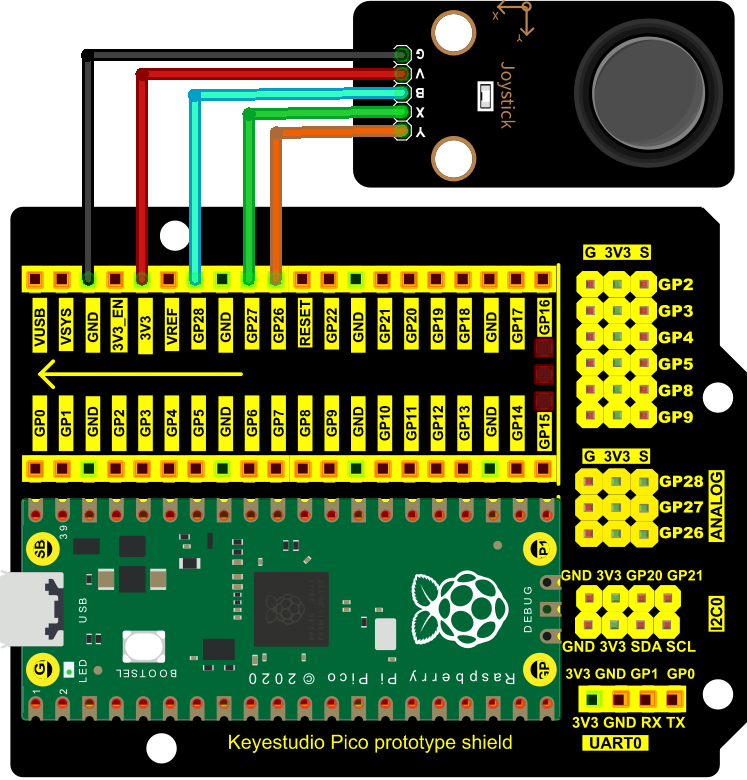 X
Y
G
V
B
X
Y
Joystick
VUSB VSYS GND 3V3_EN 3V3 VREF GP28 GND GP27 GP26 RESET GP22 GND GP21 GP20 GP19 GP18 GND GP17 GP16
GP0 GP1 GND GP2 GP3 GP4 GP5 GND GP6 GP7 GP8 GP9 GND GP10 GP11 GP12 GP13 GND GP14 GP15
G 3V3 S
GP2
GP3
GP4
GP5
GP8
GP9
G 3V3 S
GP28
GP27
GP26
ANALOG
GND 3V3 GP20 GP21
GND 3V3 SDA SCL
I2C0
3V3 GND GP1 GP0
3V3 GND RX TX
UART0
39
USB
DEBUG
LED
BOOTSEL
1
2
Raspberry Pi Pico © 2020
Keyestudio Pico prototype shield